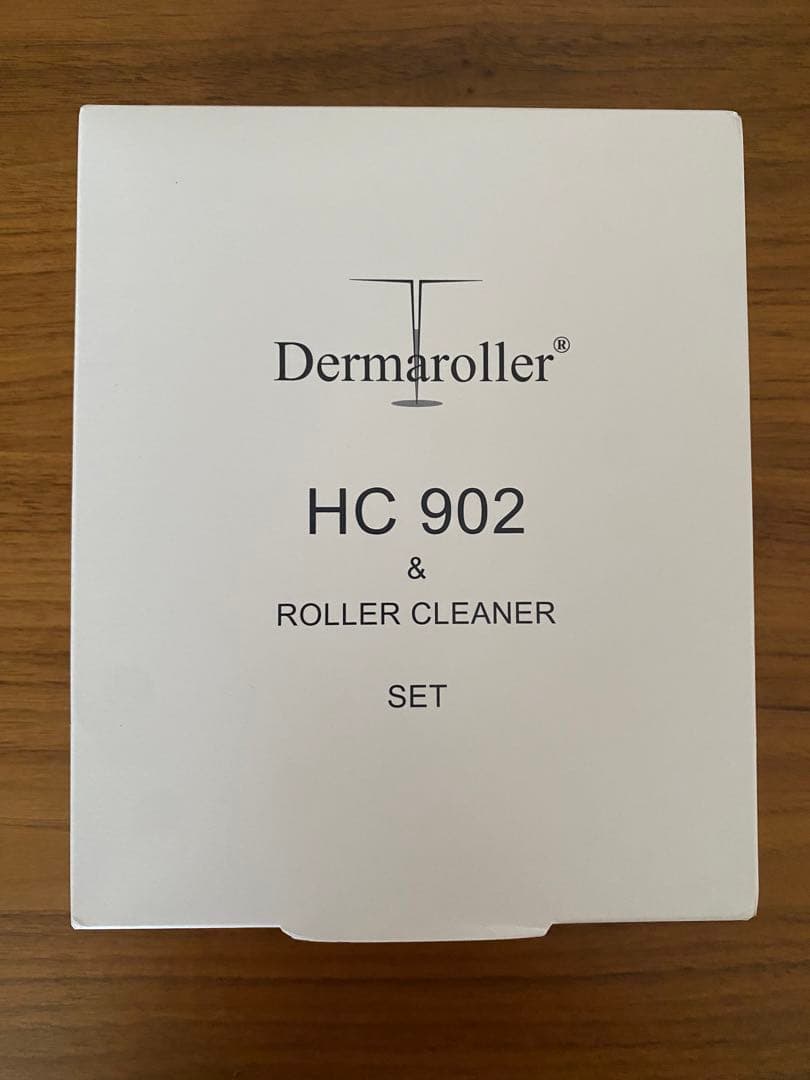 Dermaroller®
HC 902
&
ROLLER CLEANER
SET